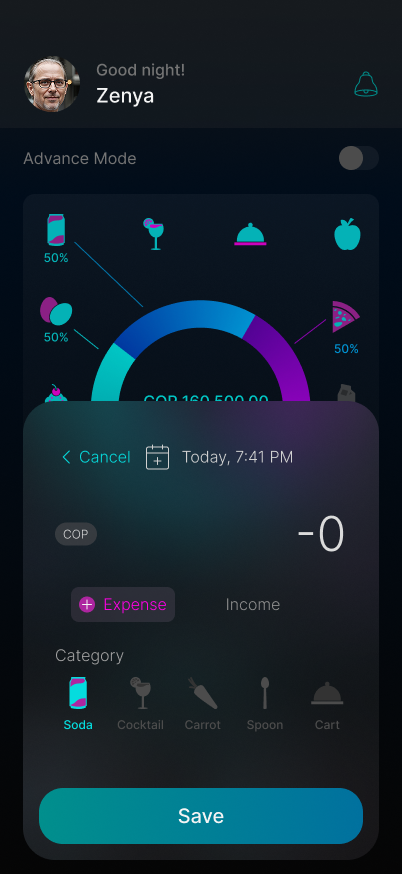 Good night!
Zenya
Advance Mode
50%
50%
50%
COP 160,500.00
Cancel
Today, 7:41 PM
COP
-0
Expense
Income
Category
Soda
Cocktail
Carrot
Spoon
Cart
Save